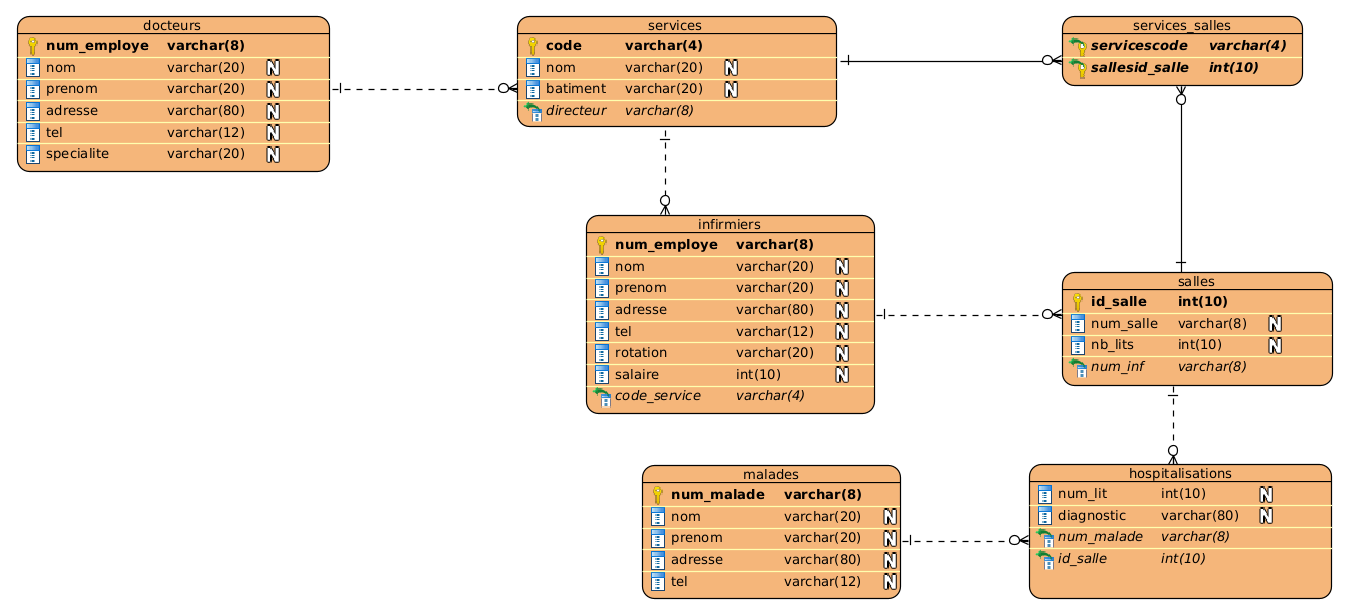 docteurs
num_employe varchar(8)
nom varchar(20) N
prenom varchar(20) N
adresse varchar(80) N
tel varchar(12) N
specialite varchar(20) N
services
code varchar(4)
nom varchar(20) N
batiment varchar(20) N
directeur varchar(8)
services_salles
servicescode varchar(4)
sallesid_salle int(10)
infirmiers
num_employe varchar(8)
nom varchar(20) N
prenom varchar(20) N
adresse varchar(80) N
tel varchar(12) N
rotation varchar(20) N
salaire int(10) N
code_service varchar(4)
salles
id_salle int(10)
num_salle varchar(8) N
nb_lits int(10) N
num_inf varchar(8)
malades
num_malade varchar(8)
nom varchar(20) N
prenom varchar(20) N
adresse varchar(80) N
tel varchar(12) N
hospitalisations
num_lit int(10) N
diagnostic varchar(80) N
num_malade varchar(8)
id_salle int(10)